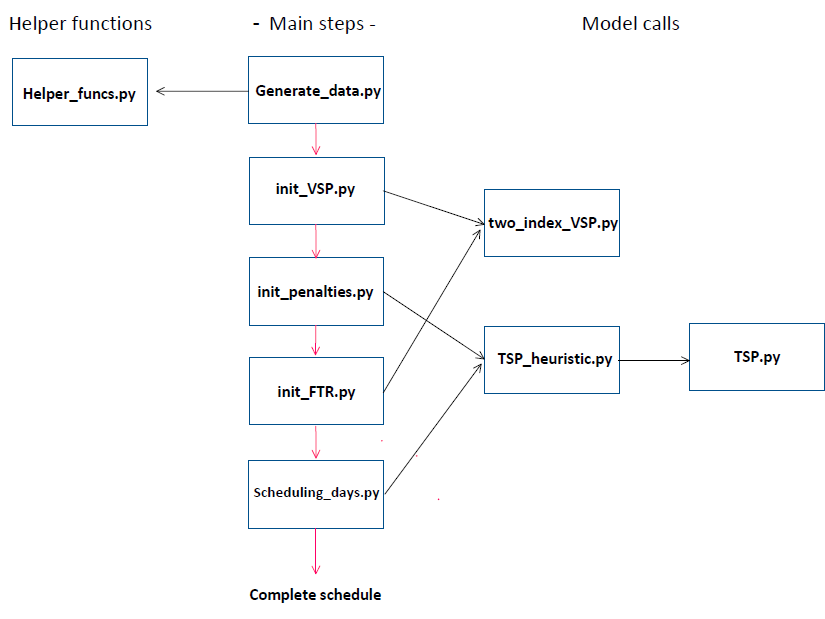 Helper functions
- Main steps -
Model calls
Helper_funcs.py
Generate_data.py
init_VSP.py
two_index_VSP.py
init_penalties.py
TSP_heuristic.py
TSP.py
init_FTR.py
Scheduling_days.py
Complete schedule